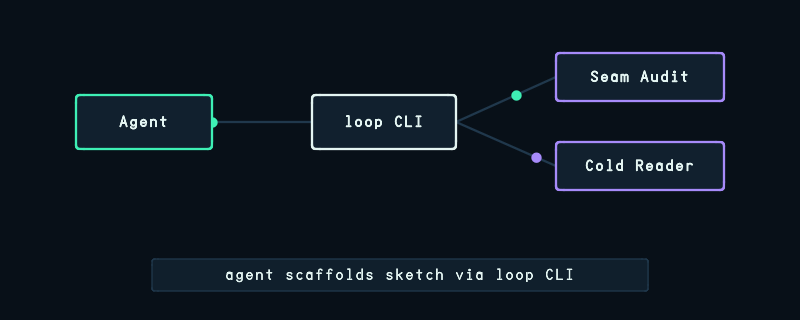 Agent
loop CLI
Seam Audit
Cold Reader
agent scaffolds sketch via loop CLI